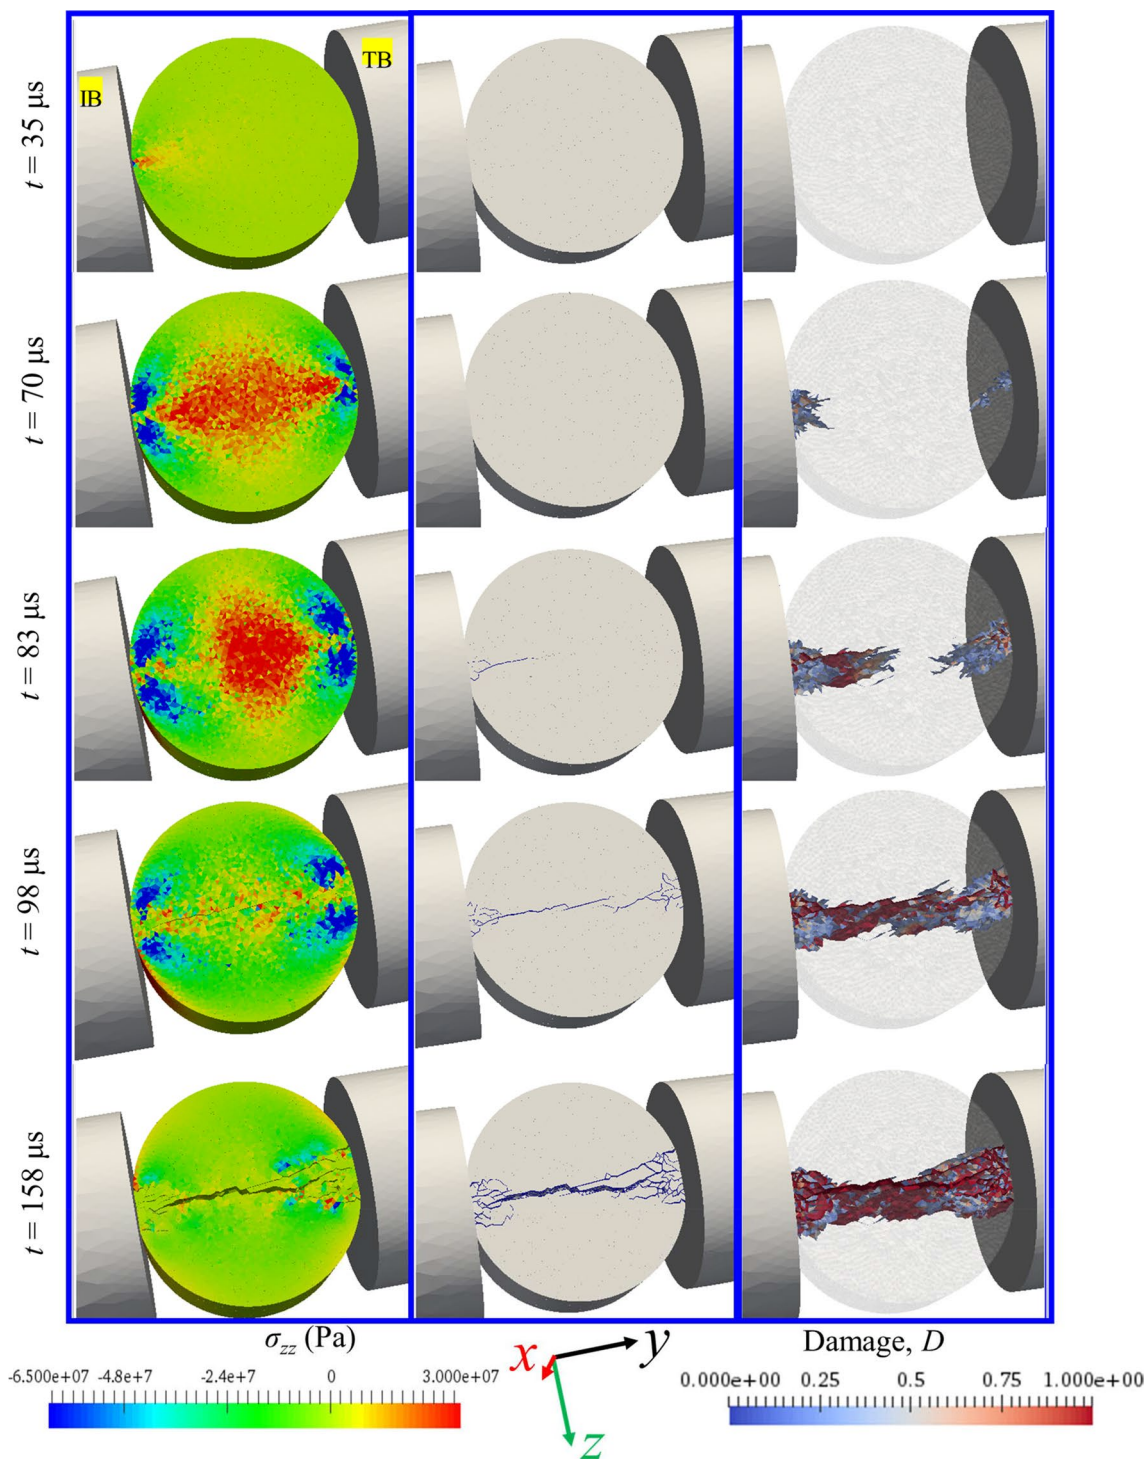 IB
TB
t = 35 μs
t = 70 μs
t = 83 μs
t = 98 μs
t = 158 μs
σzz (Pa)
-6.500e+07 -4.8e+7 -2.4e+7 0 3.000e+07
x y
z
Damage, D
0.000e+00 0.25 0.5 0.75 1.000e+00